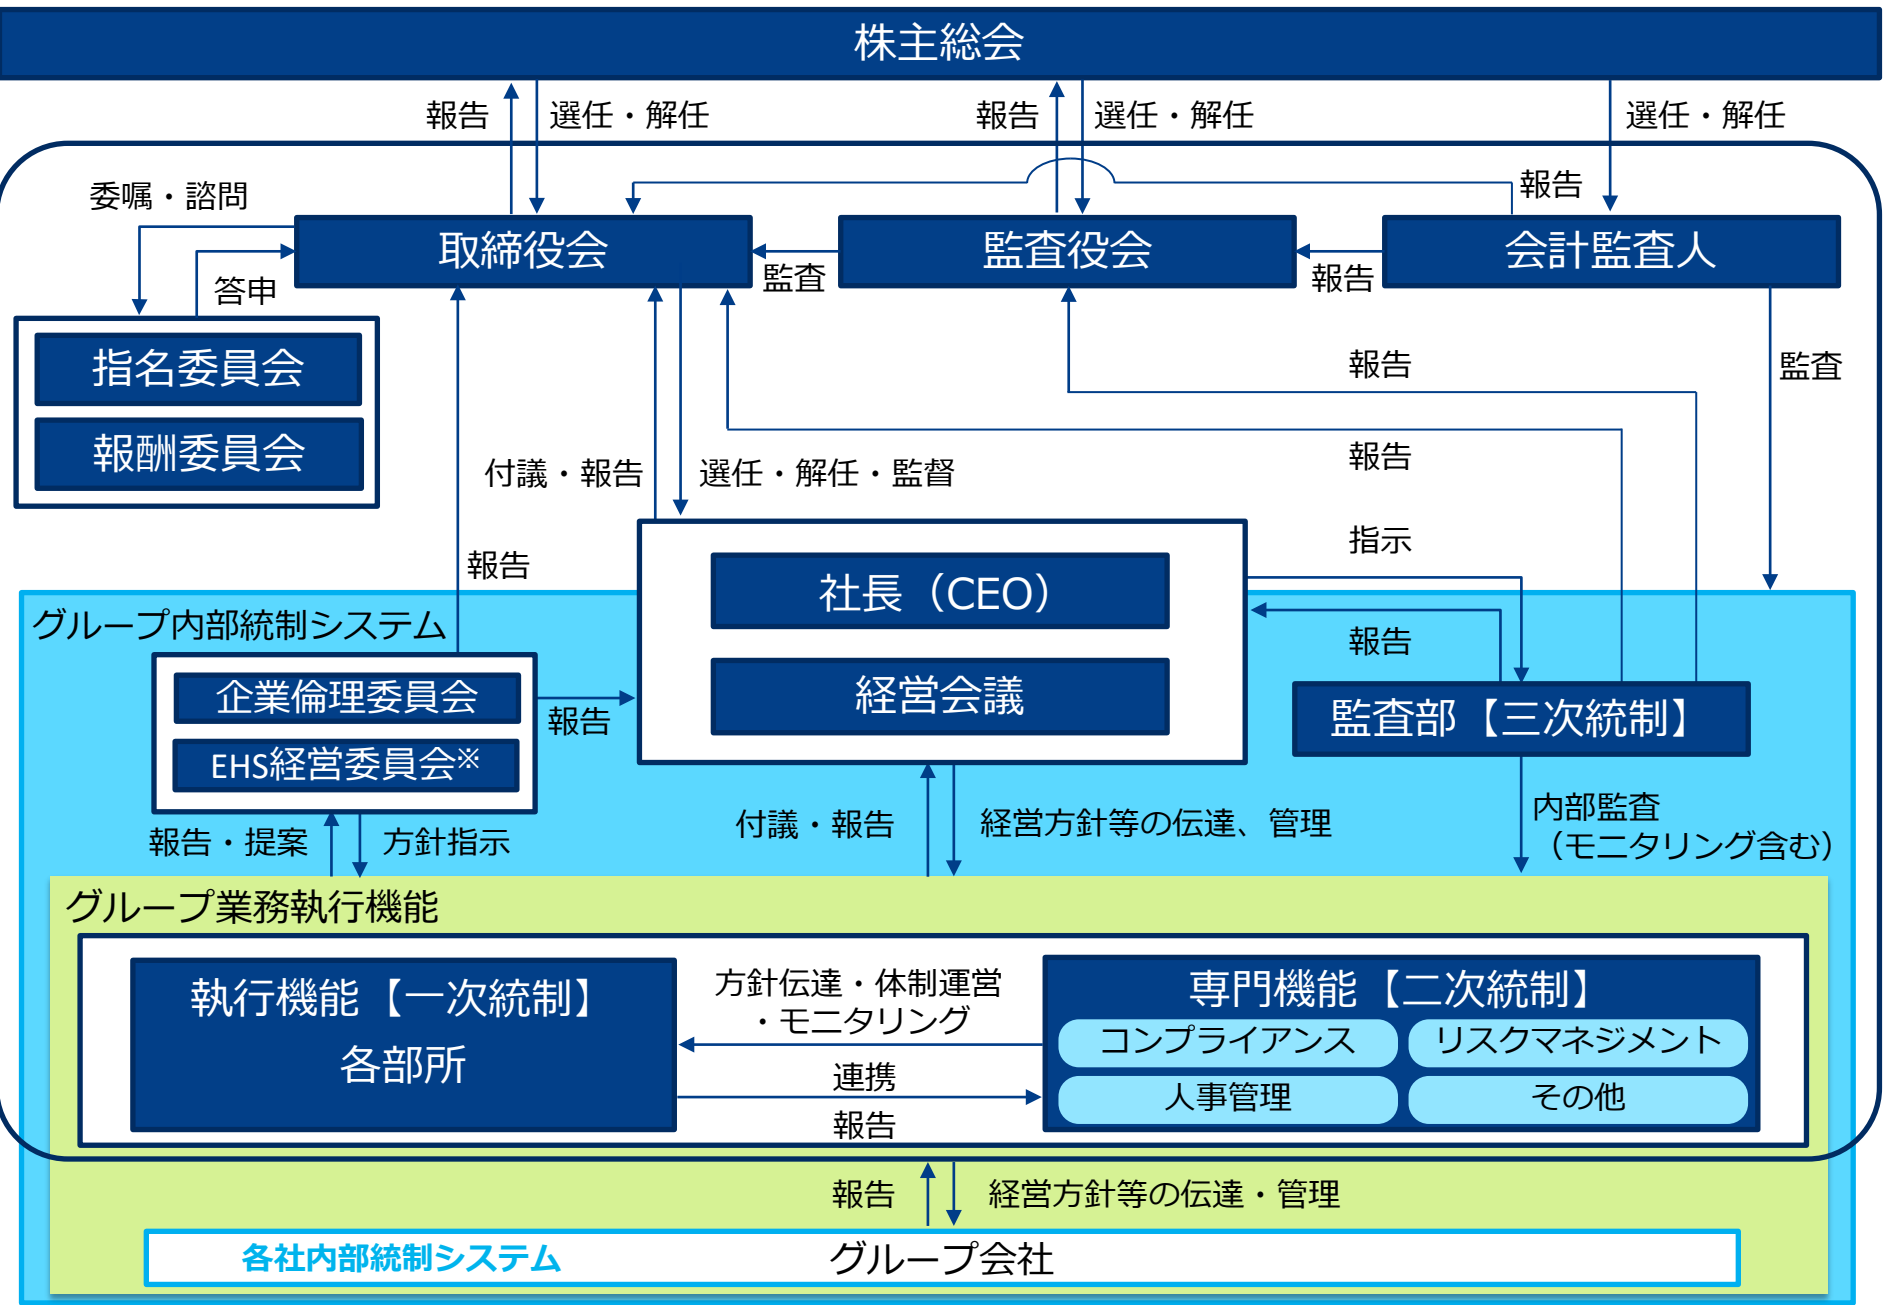 株主総会
報告
選任・解任
報告
選任・解任
選任・解任
委嘱・諮問
報告
取締役会
監査役会
会計監査人
監査
報告
答申
指名委員会
報酬委員会
報告
監査
報告
付議・報告
選任・解任・監督
指示
報告
社長（CEO）
グループ内部統制システム
報告
企業倫理委員会
経営会議
報告
監査部【三次統制】
EHS経営委員会※
報告・提案
方針指示
付議・報告
経営方針等の伝達、管理
内部監査
（モニタリング含む）
グループ業務執行機能
執行機能【一次統制】
各部所
方針伝達・体制運営
・モニタリング
連携
報告
専門機能【二次統制】
コンプライアンス
リスクマネジメント
人事管理
その他
報告
経営方針等の伝達・管理
各社内部統制システム
グループ会社